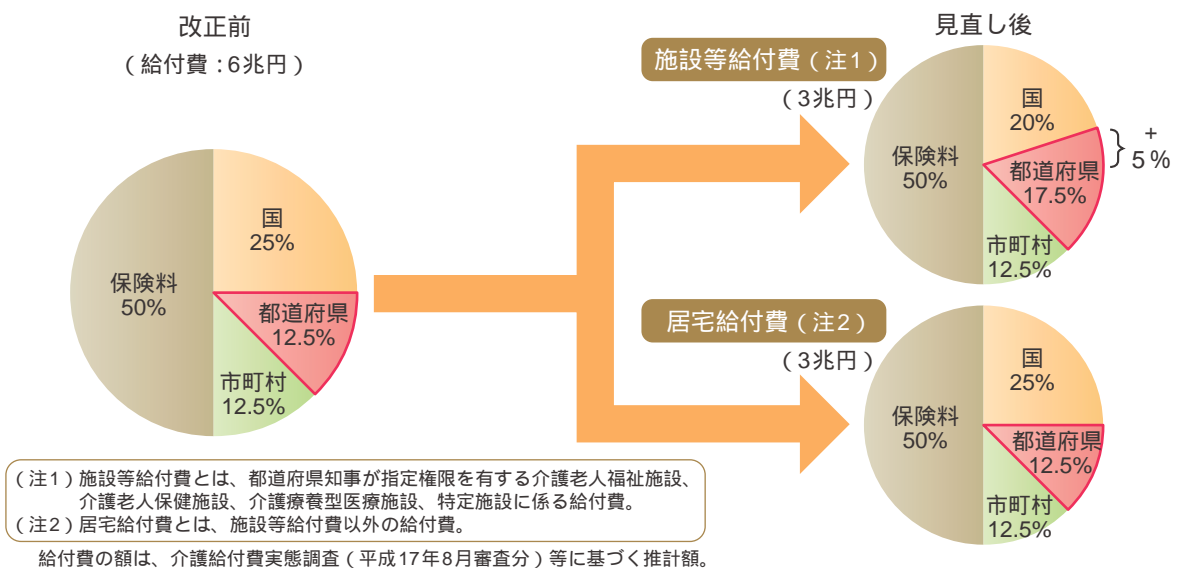 改正前
（給付費：6兆円）
保険料
50%
国
25%
都道府県
12.5%
市町村
12.5%
見直し後
施設等給付費（注1）
（3兆円）
保険料
50%
国
20%
都道府県
17.5%
市町村
12.5%
+
5%
居宅給付費（注2）
（3兆円）
保険料
50%
国
25%
都道府県
12.5%
市町村
12.5%
（注1）施設等給付費とは、都道府県知事が指定権限を有する介護老人福祉施設、
介護老人保健施設、介護療養型医療施設、特定施設に係る給付費。
（注2）居宅給付費とは、施設等給付費以外の給付費。
給付費の額は、介護給付費実態調査（平成17年8月審査分）等に基づく推計額。